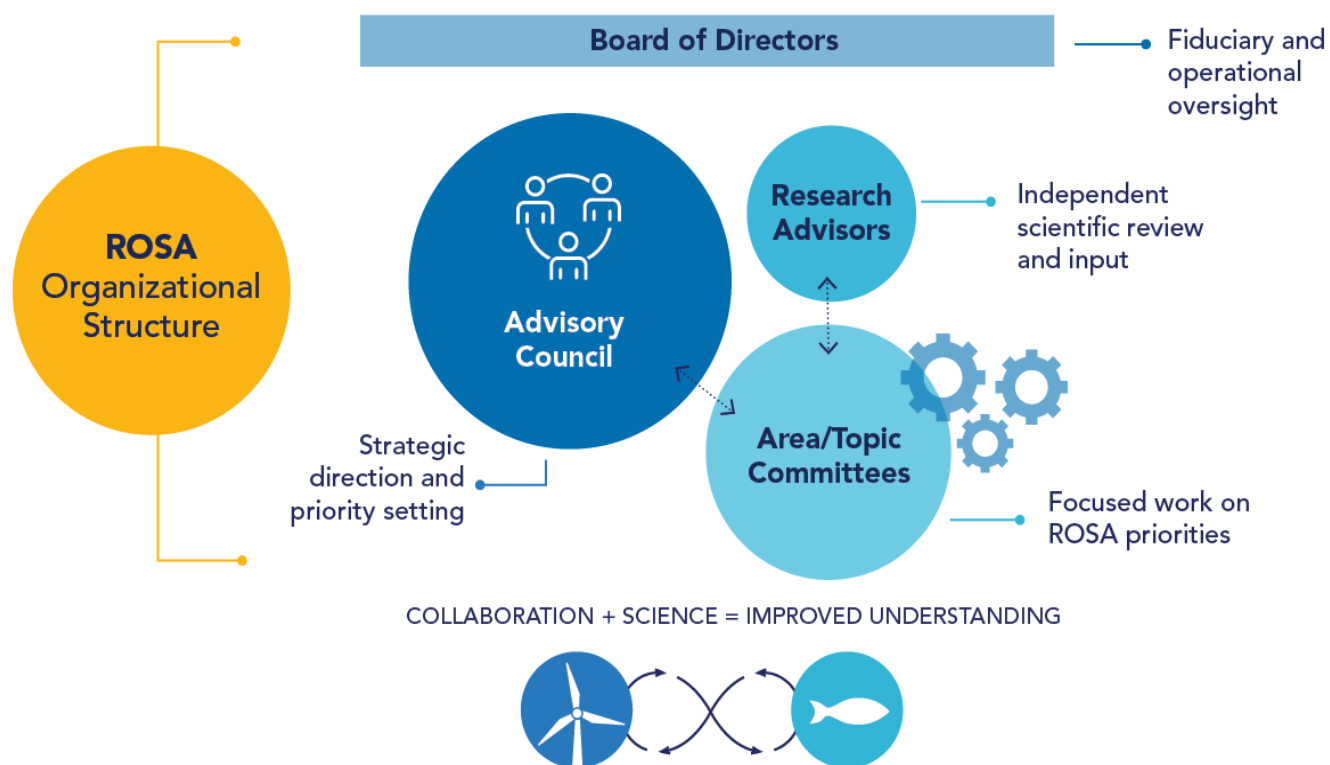 Board of Directors
Fiduciary and
operational
oversight
ROSA
Organizational
Structure
Advisory
Council
Research
Advisors
Independent
scientific review
and input
Strategic
direction and
priority setting
Area/Topic
Committees
Focused work on
ROSA priorities
COLLABORATION + SCIENCE = IMPROVED UNDERSTANDING